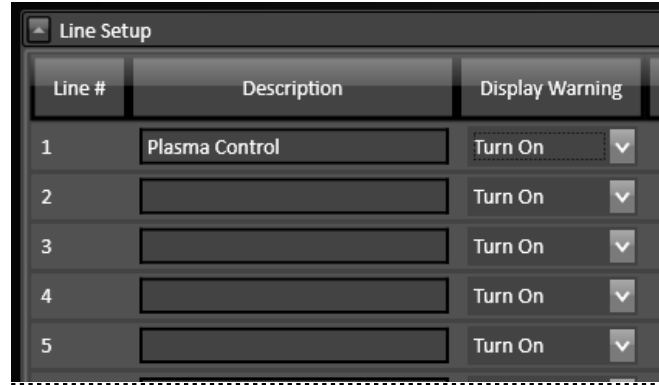 Line Setup
Line # Description Display Warning
1 Plasma Control Turn On
2 Turn On
3 Turn On
4 Turn On
5 Turn On